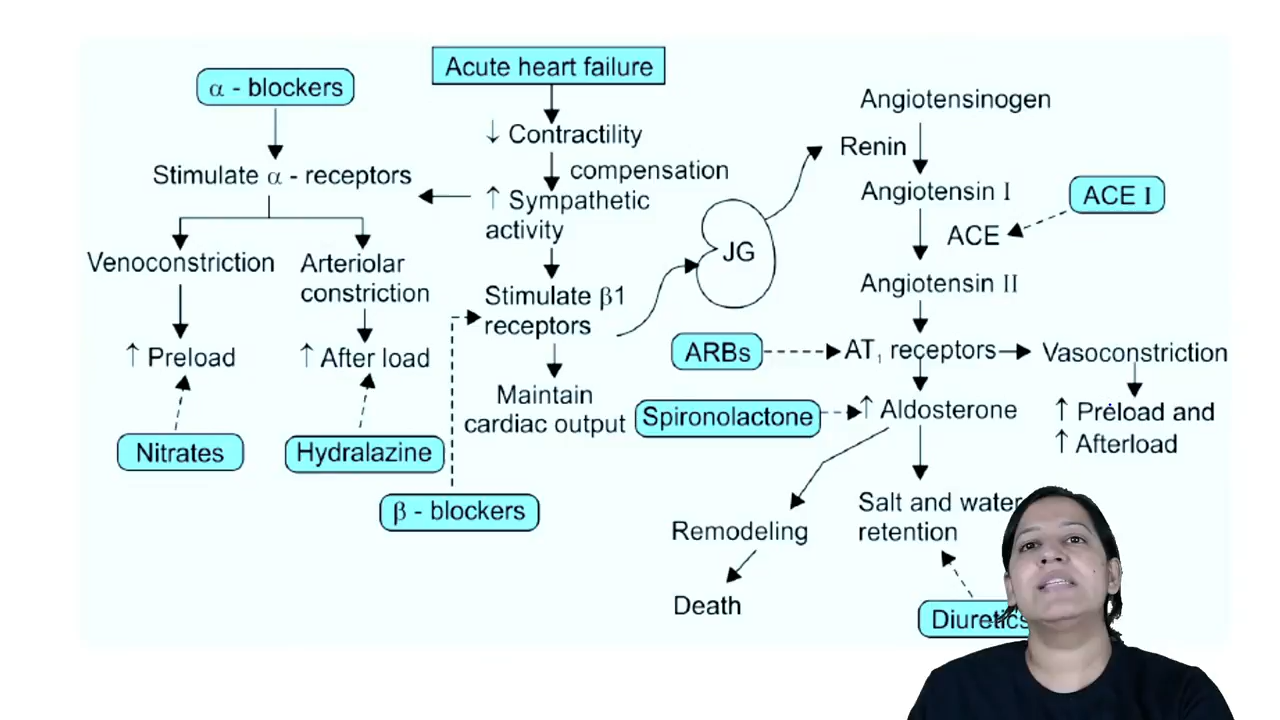 α - blockers
Acute heart failure
↓ Contractility
compensation
↑ Sympathetic
activity
Stimulate α - receptors
Venoconstriction
Arteriolar
constriction
↑ Preload
↑ After load
Nitrates
Hydralazine
Stimulate β1
receptors
Maintain
cardiac output
β - blockers
JG
Angiotensinogen
Renin
Angiotensin I
ACE I
ACE
Angiotensin II
ARBs
AT₁ receptors
Vasoconstriction
↑ Preload and
↑ Afterload
Spironolactone
↑ Aldosterone
Remodeling
Death
Salt and water
retention
Diuretics